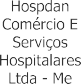 Hospdan
Comércio E
Serviços
Hospitalares
Ltda - Me